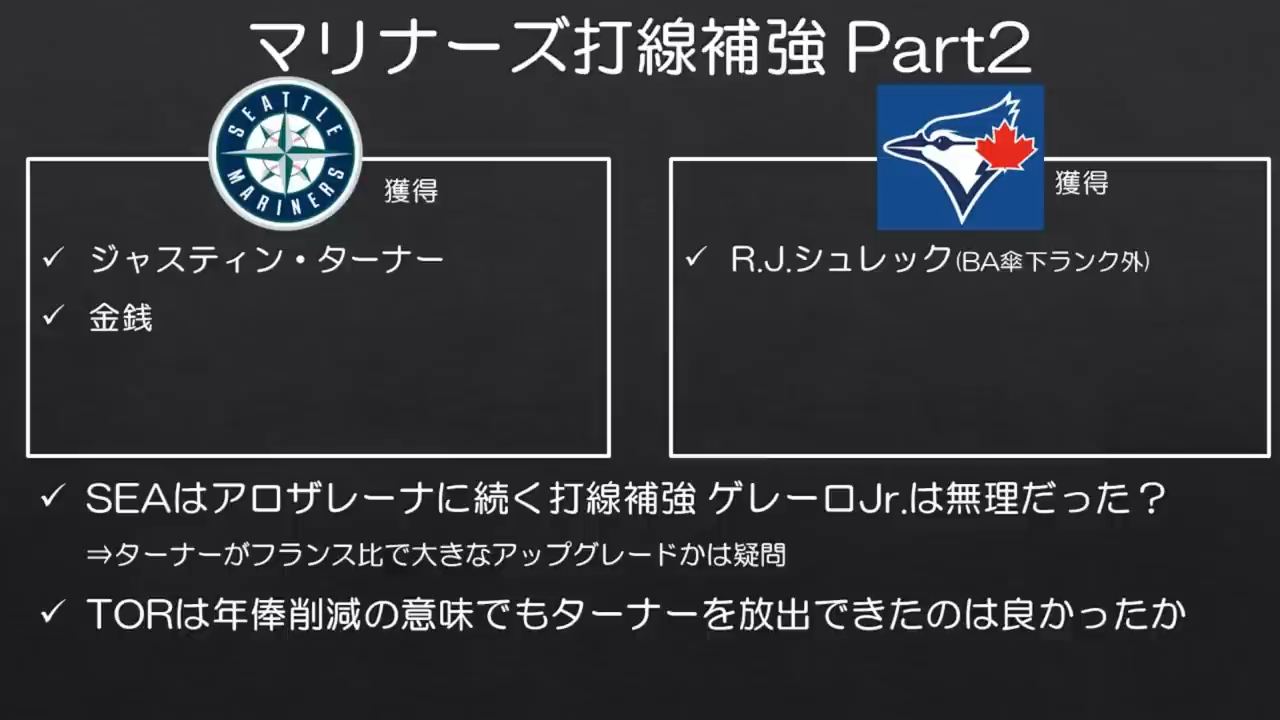 マリナーズ打線補強 Part2
SEATTLE
MARINERS
獲得
✓ ジャスティン・ターナー
✓ 金銭
獲得
✓ R.J.シュレック(BA傘下ランク外)
✓ SEAはアロザレーナに続く打線補強 ゲレーロJr.は無理だった？
⇒ターナーがフランス比で大きなアップグレードかは疑問
✓ TORは年俸削減の意味でもターナーを放出できたのは良かったか